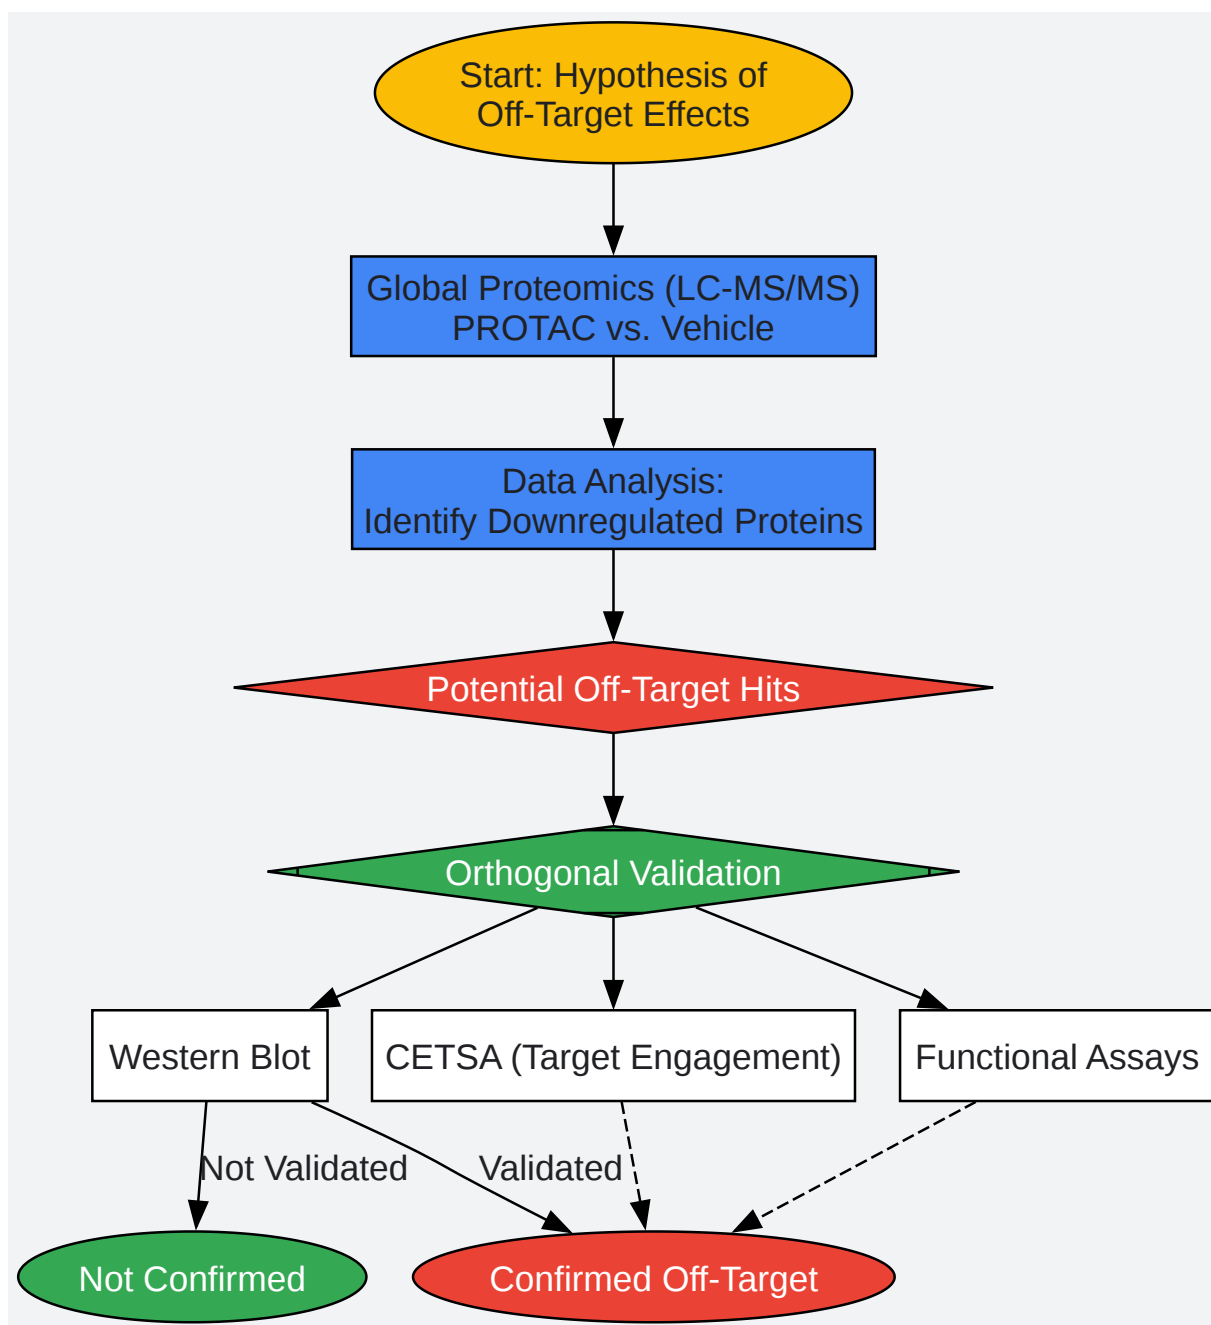 Start: Hypothesis of
Off-Target Effects
Global Proteomics (LC-MS/MS)
PROTAC vs. Vehicle
Data Analysis:
Identify Downregulated Proteins
Potential Off-Target Hits
Orthogonal Validation
Western Blot
CETSA (Target Engagement)
Functional Assays
Not Validated
Validated
Not Confirmed
Confirmed Off-Target